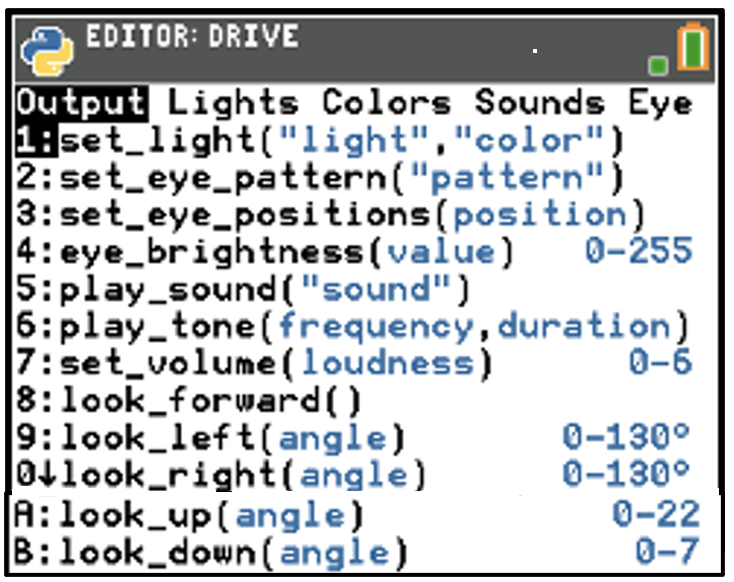 EDITOR: DRIVE
Output Lights Colors Sounds Eye
1:set_light("light","color")
2:set_eye_pattern("pattern")
3:set_eye_positions(position)
4:eye_brightness(value) 0-255
5:play_sound("sound")
6:play_tone(frequency,duration)
7:set_volume(loudness) 0-6
8:look_forward()
9:look_left(angle) 0-130°
0↓look_right(angle) 0-130°
A:look_up(angle) 0-22
B:look_down(angle) 0-7